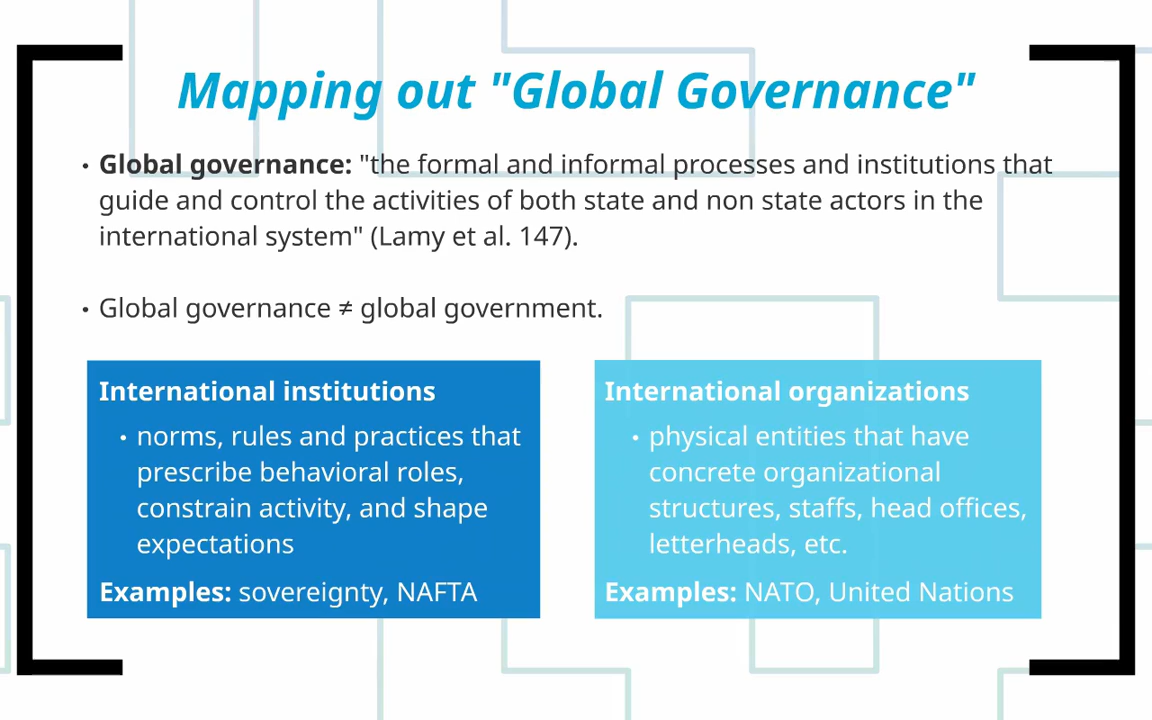 Mapping out "Global Governance"
• Global governance: "the formal and informal processes and institutions that
guide and control the activities of both state and non state actors in the
international system" (Lamy et al. 147).
• Global governance ≠ global government.
International institutions
• norms, rules and practices that
prescribe behavioral roles,
constrain activity, and shape
expectations
Examples: sovereignty, NAFTA
International organizations
• physical entities that have
concrete organizational
structures, staffs, head offices,
letterheads, etc.
Examples: NATO, United Nations